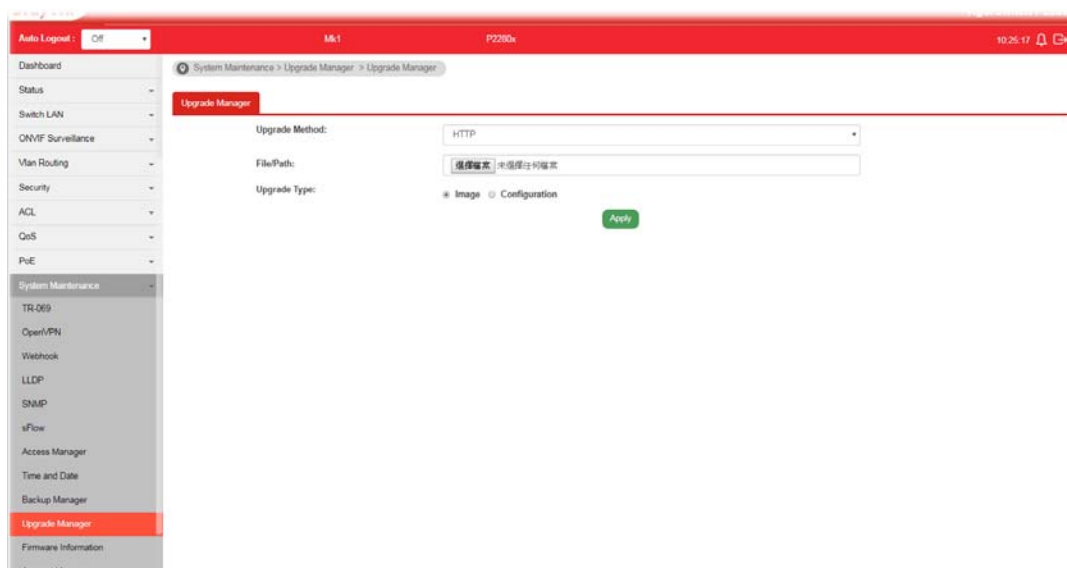 Auto Logout : Off Mk1 P2280x 10:25:17
Dashboard
Status
Switch LAN
ONVIF Surveillance
Vlan Routing
Security
ACL
QoS
PoE
System Maintenance
TR-069
OpenVPN
Webhook
LLDP
SNMP
sFlow
Access Manager
Time and Date
Backup Manager
Upgrade Manager
Firmware Information
System Maintenance > Upgrade Manager > Upgrade Manager
Upgrade Manager
Upgrade Method: HTTP
File/Path: 選擇檔案 未選擇任何檔案
Upgrade Type: Image Configuration
Apply